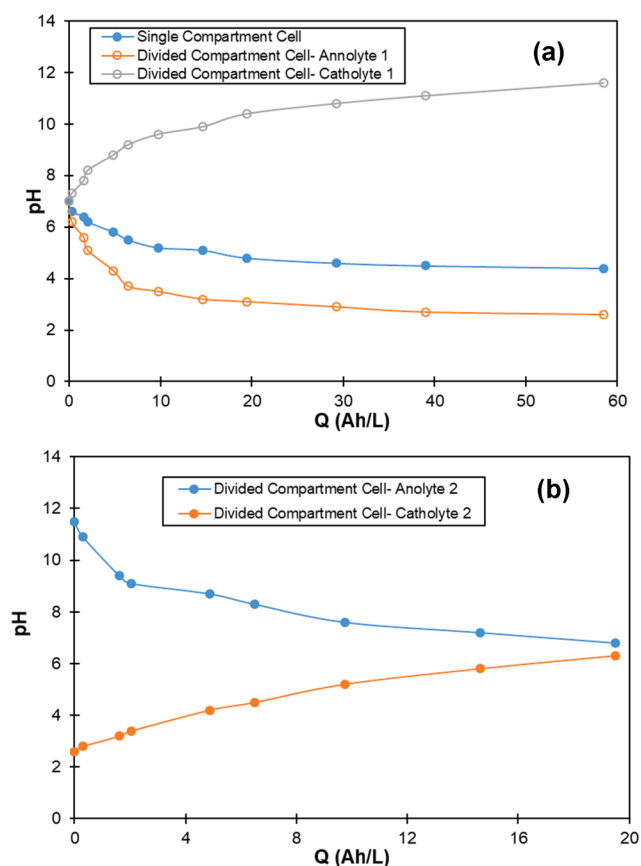 14
12
10
8
6
4
2
0
pH
Single Compartment Cell
Divided Compartment Cell- Annolyte 1
Divided Compartment Cell- Catholyte 1
(a)
0 10 20 30 40 50 60
Q (Ah/L)
14
12
10
8
6
4
2
0
pH
Divided Compartment Cell- Anolyte 2
Divided Compartment Cell- Catholyte 2
(b)
0 4 8 12 16 20
Q (Ah/L)